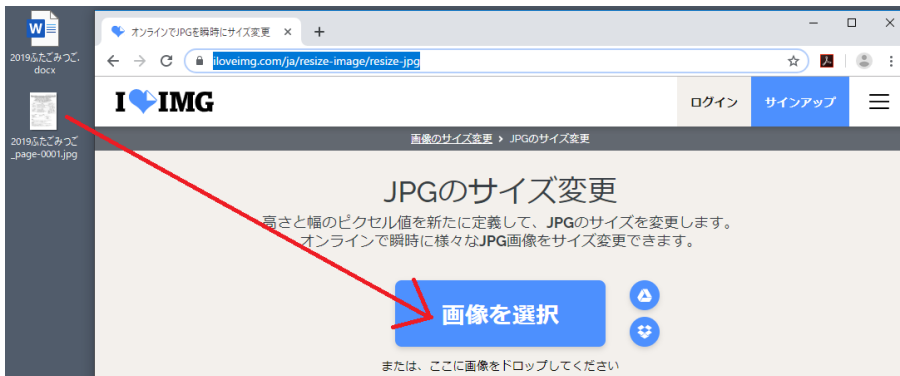 2019ふたごみつご.
docx
2019ふたごみつご
_page-0001.jpg
オンラインでJPGを瞬時にサイズ変更
iloveimg.com/ja/resize-image/resize-jpg
I IMG
ログイン
サインアップ
画像のサイズ変更 › JPGのサイズ変更
JPGのサイズ変更
高さと幅のピクセル値を新たに定義して、JPGのサイズを変更します。
オンラインで瞬時に様々なJPG画像をサイズ変更できます。
画像を選択
または、ここに画像をドロップしてください